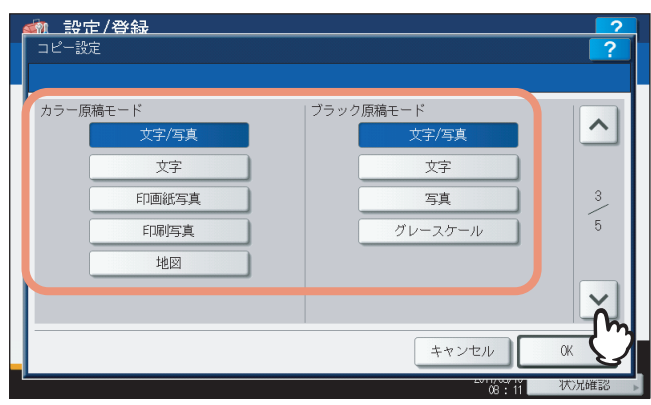 設定/登録
?
コピー設定
?
カラー原稿モード
文字/写真
文字
印画紙写真
印刷写真
地図
ブラック原稿モード
文字/写真
文字
写真
グレースケール
3
5
キャンセル
OK
08 : 11
状況確認